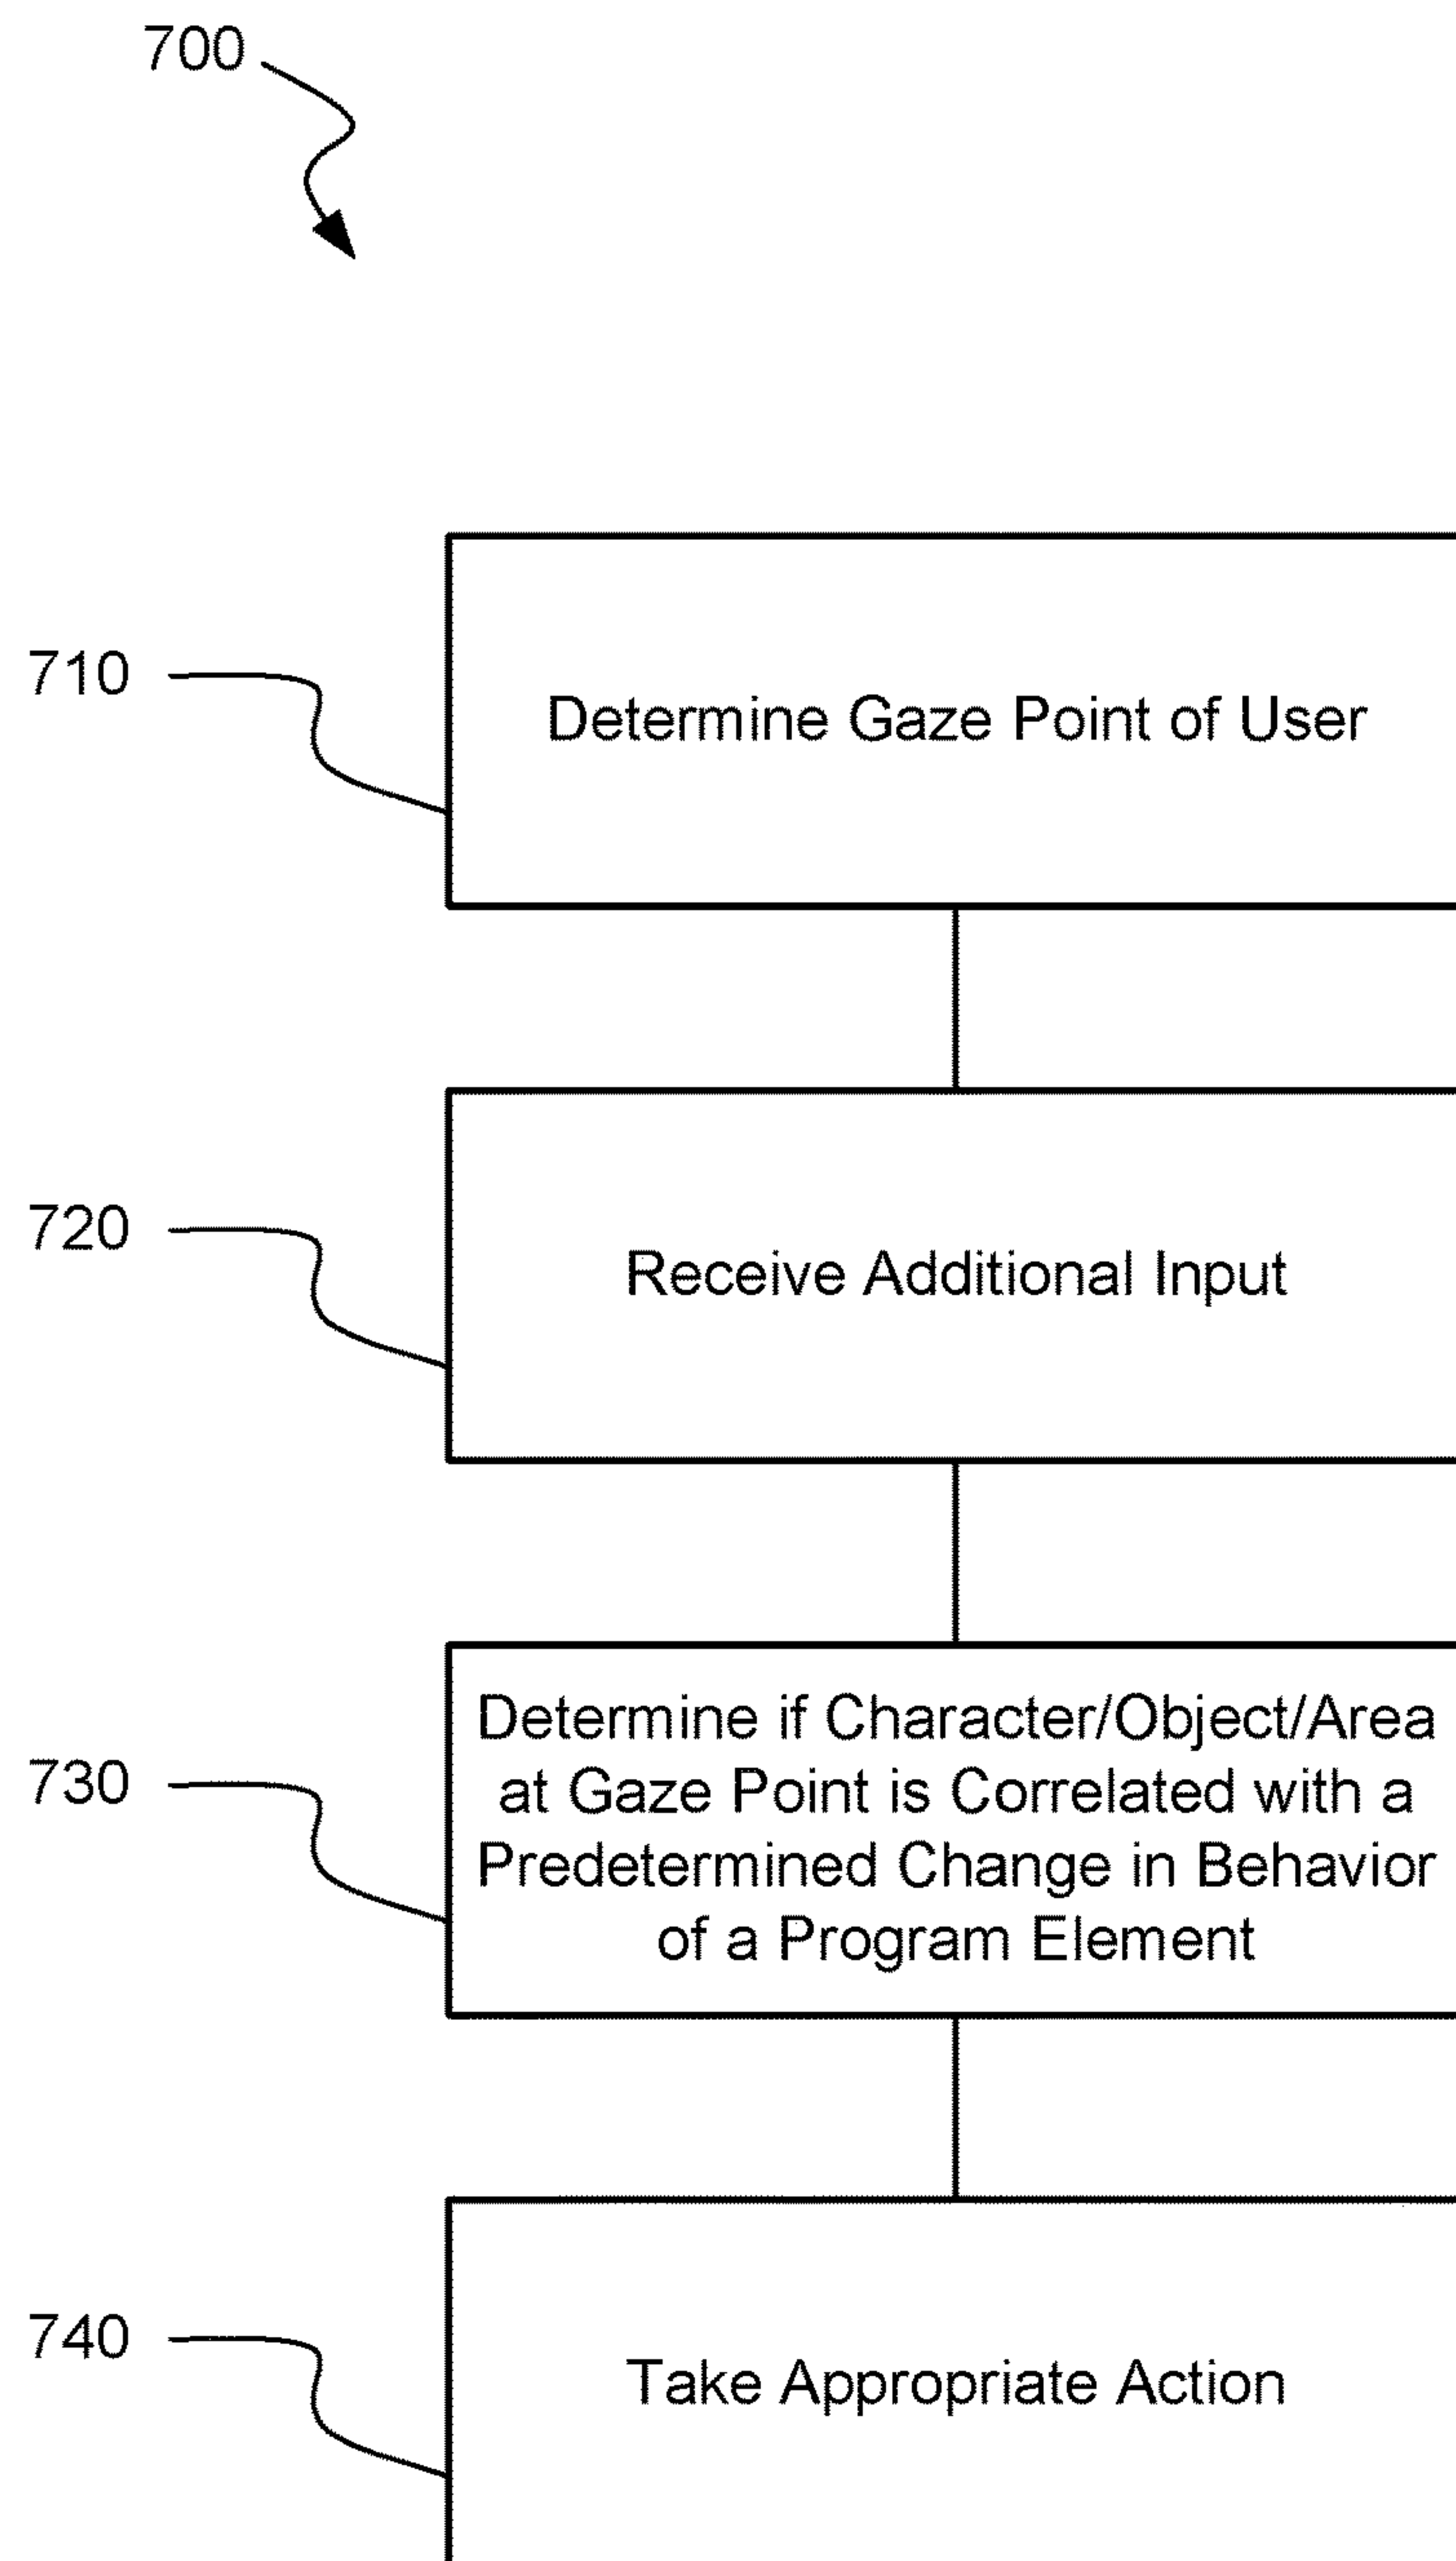 700
710
Determine Gaze Point of User
720
Receive Additional Input
730
Determine if Character/Object/Area
at Gaze Point is Correlated with a
Predetermined Change in Behavior
of a Program Element
740
Take Appropriate Action